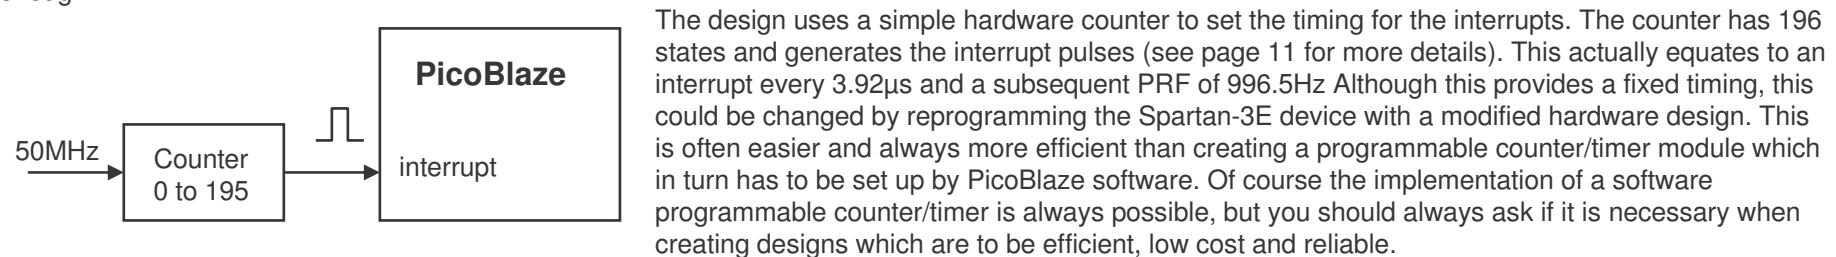 PicoBlaze
50MHz
Counter
0 to 195
interrupt
The design uses a simple hardware counter to set the timing for the interrupts. The counter has 196
states and generates the interrupt pulses (see page 11 for more details). This actually equates to an
interrupt every 3.92µs and a subsequent PRF of 996.5Hz Although this provides a fixed timing, this
could be changed by reprogramming the Spartan-3E device with a modified hardware design. This
is often easier and always more efficient than creating a programmable counter/timer module which
in turn has to be set up by PicoBlaze software. Of course the implementation of a software
programmable counter/timer is always possible, but you should always ask if it is necessary when
creating designs which are to be efficient, low cost and reliable.